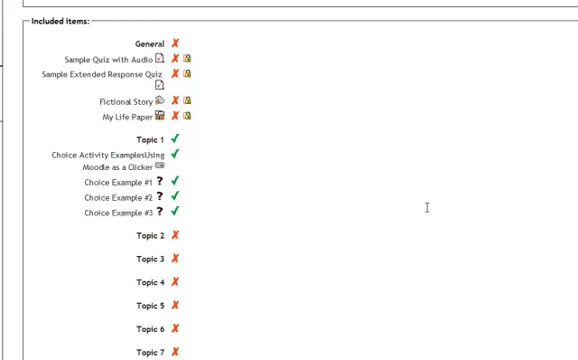 Included items:
General
Sample Quiz with Audio
Sample Extended Response Quiz
Fictional Story
My Life Paper
Topic 1
Choice Activity ExamplesUsing
Moodle as a Clicker
Choice Example #1 ?
Choice Example #2 ?
Choice Example #3 ?
Topic 2
Topic 3
Topic 4
Topic 5
Topic 6
Topic 7